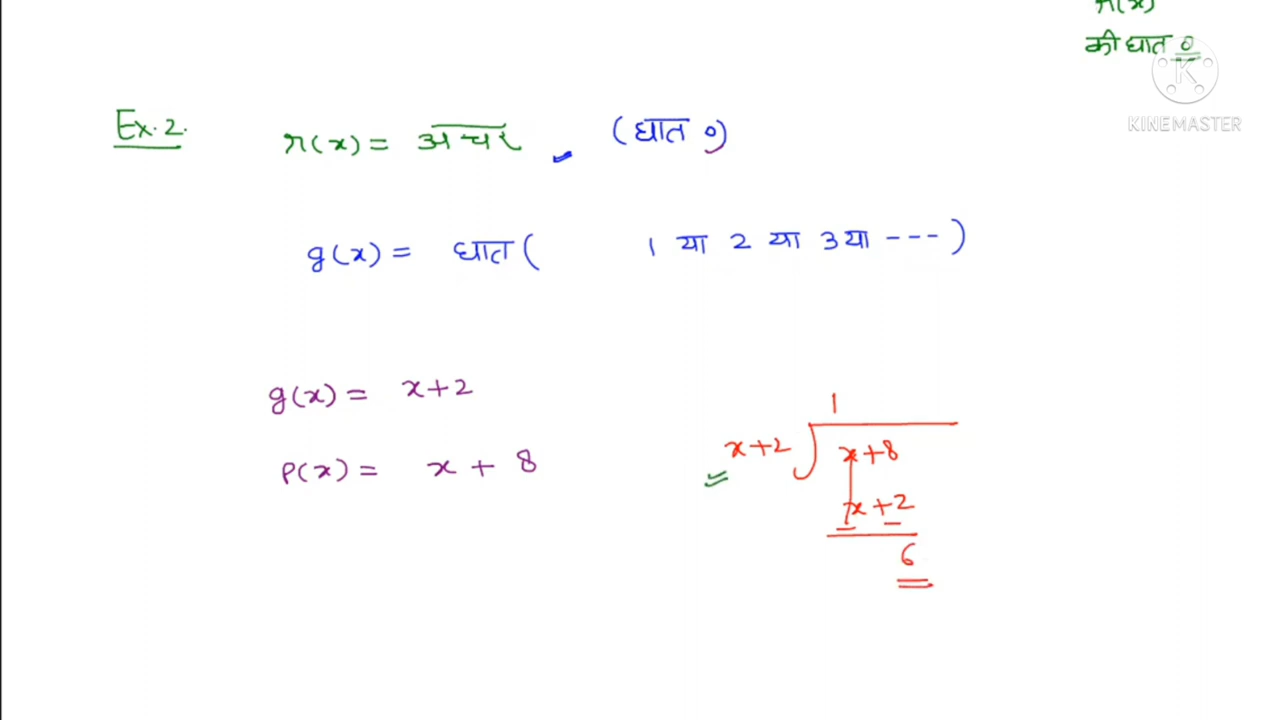 r(x)
की घात 0
KINEMASTER
Ex.2. r(x) = अचर (घात 0)
g(x) = घात ( 1 या 2 या 3 या ---)
g(x) = x+2
p(x) = x + 8
1
x+2 x+8
x+2
6